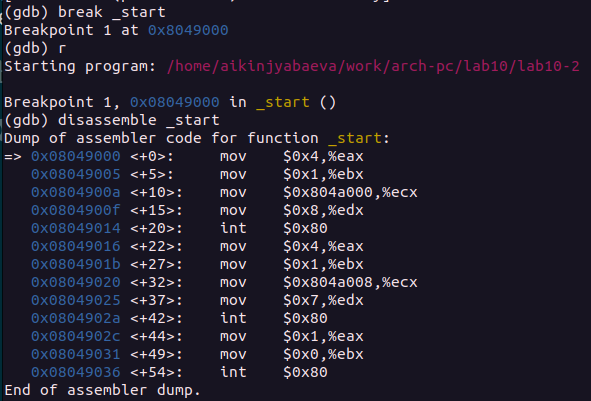 (gdb) break _start
Breakpoint 1 at 0x8049000
(gdb) r
Starting program: /home/aikinjyabaeva/work/arch-pc/lab10/lab10-2

Breakpoint 1, 0x08049000 in _start ()
(gdb) disassemble _start
Dump of assembler code for function _start:
=> 0x08049000 <+0>:     mov    $0x4,%eax
   0x08049005 <+5>:     mov    $0x1,%ebx
   0x0804900a <+10>:    mov    $0x804a000,%ecx
   0x0804900f <+15>:    mov    $0x8,%edx
   0x08049014 <+20>:    int    $0x80
   0x08049016 <+22>:    mov    $0x4,%eax
   0x0804901b <+27>:    mov    $0x1,%ebx
   0x08049020 <+32>:    mov    $0x804a008,%ecx
   0x08049025 <+37>:    mov    $0x7,%edx
   0x0804902a <+42>:    int    $0x80
   0x0804902c <+44>:    mov    $0x1,%eax
   0x08049031 <+49>:    mov    $0x0,%ebx
   0x08049036 <+54>:    int    $0x80
End of assembler dump.